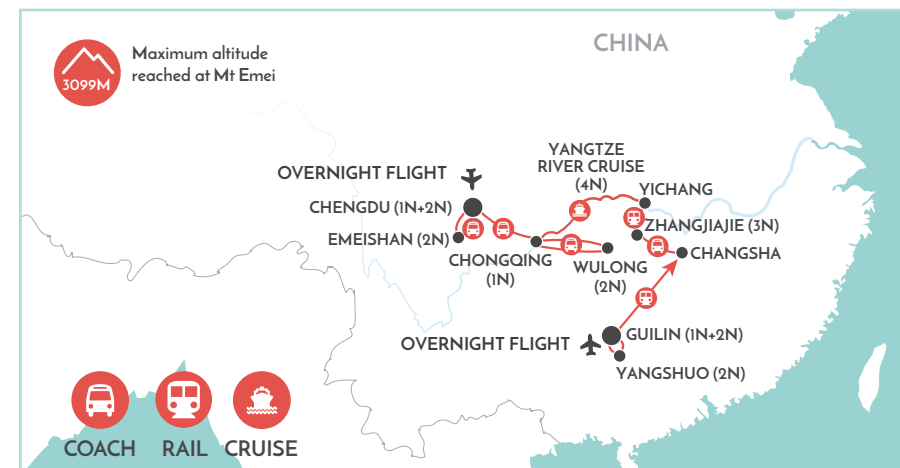 CHINA
Maximum altitude
reached at Mt Emei
3099M
YANGTZE
RIVER CRUISE
(4N)
OVERNIGHT FLIGHT
YICHANG
CHENGDU (1N+2N)
ZHANGJIAJIE (3N)
EMEISHAN (2N)
CHANGSHA
CHONGQING
(1N)
WULONG
(2N)
GUILIN (1N+2N)
OVERNIGHT FLIGHT
YANGSHUO (2N)
COACH
RAIL
CRUISE